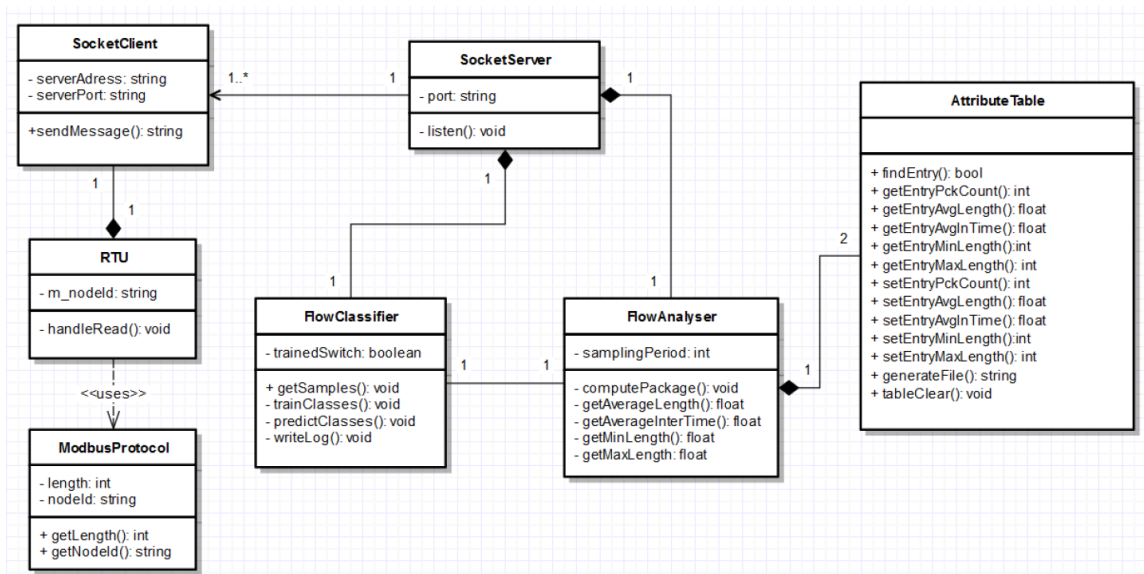 SocketClient
- serverAdress: string
- serverPort: string
+sendMessage(): string
1..*
1
SocketServer
- port: string
- listen(): void
1
1
AttributeTable
+ findEntry(): bool
+ getEntryPckCount(): int
+ getEntryAvgLength(): float
+ getEntryAvgInTime(): float
+ getEntryMinLength():int
+ getEntryMaxLength(): int
+ setEntryPckCount(): int
+ setEntryAvgLength(): float
+ setEntryAvgInTime(): float
+ setEntryMinLength():int
+ setEntryMaxLength(): int
+ generateFile(): string
+ tableClear(): void
1
1
RTU
- m_nodeId: string
- handleRead(): void
<<uses>>
ModbusProtocol
- length: int
- nodeId: string
+ getLength(): int
+ getNodeId(): string
1
FlowClassifier
- trainedSwitch: boolean
+ getSamples(): void
- trainClasses(): void
- predictClasses(): void
- writeLog(): void
1
1
1
FlowAnalyser
- samplingPeriod: int
- computePackage(): void
- getAverageLength(): float
- getAverageInterTime(): float
- getMinLength(): float
- getMaxLength: float
1
2